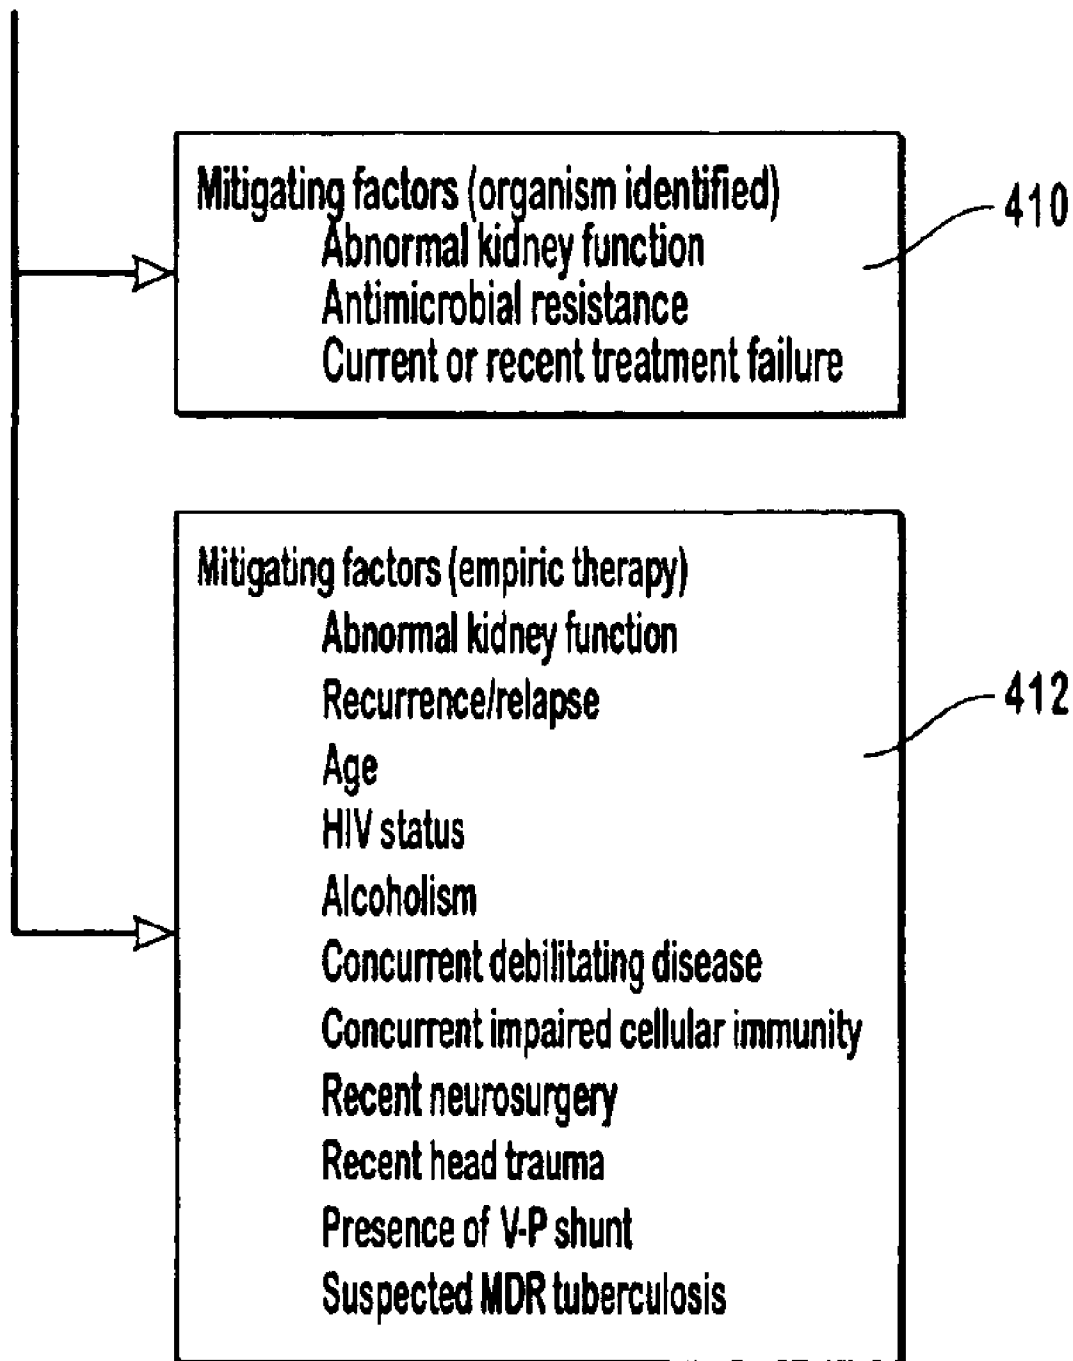 Mitigating factors (organism identified)
Abnormal kidney function
Antimicrobial resistance
Current or recent treatment failure
410
Mitigating factors (empiric therapy)
Abnormal kidney function
Recurrence/relapse
Age
HIV status
Alcoholism
Concurrent debilitating disease
Concurrent impaired cellular immunity
Recent neurosurgery
Recent head trauma
Presence of V-P shunt
Suspected MDR tuberculosis
412